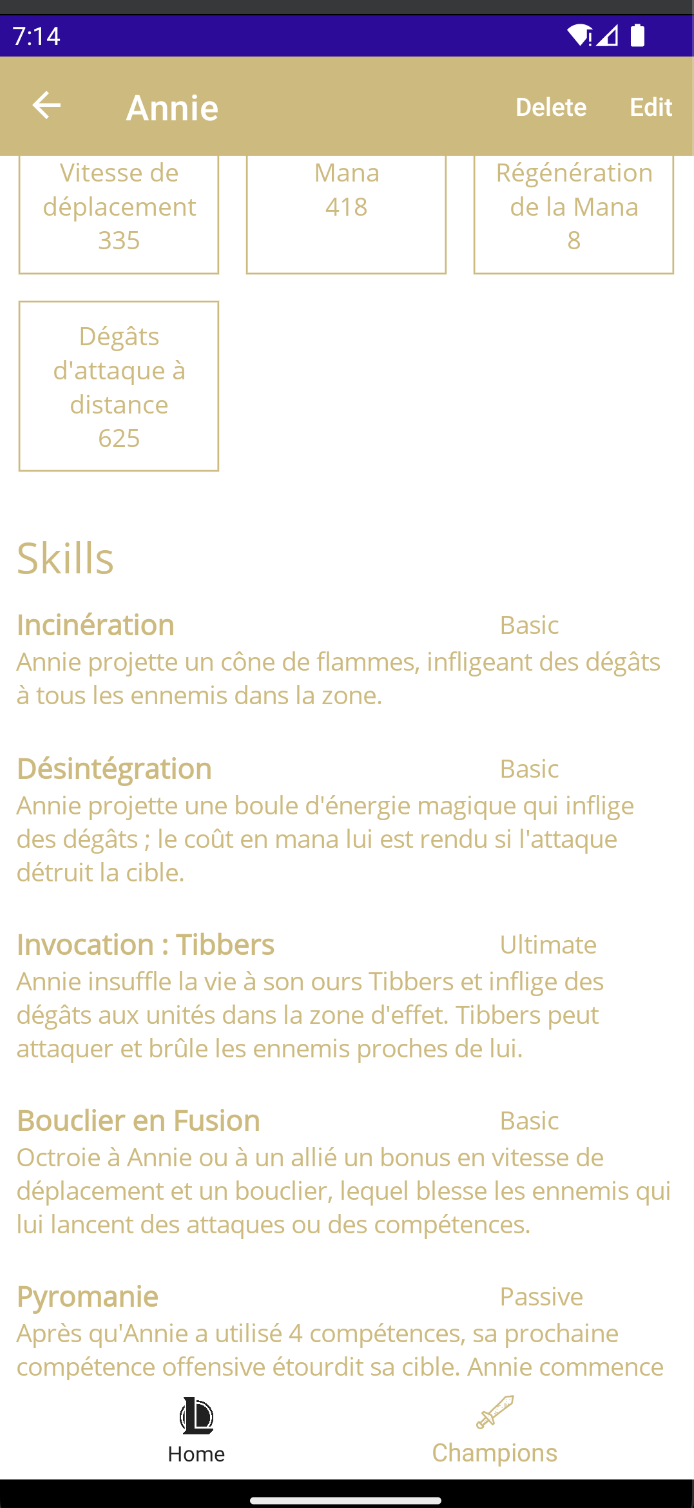 7:14
Annie
Delete
Edit
Vitesse de
déplacement
335
Mana
418
Régénération
de la Mana
8
Dégâts
d'attaque à
distance
625
Skills
Incinération
Basic
Annie projette un cône de flammes, infligeant des dégâts
à tous les ennemis dans la zone.
Désintégration
Basic
Annie projette une boule d'énergie magique qui inflige
des dégâts ; le coût en mana lui est rendu si l'attaque
détruit la cible.
Invocation : Tibbers
Ultimate
Annie insuffle la vie à son ours Tibbers et inflige des
dégâts aux unités dans la zone d'effet. Tibbers peut
attaquer et brûle les ennemis proches de lui.
Bouclier en Fusion
Basic
Octroie à Annie ou à un allié un bonus en vitesse de
déplacement et un bouclier, lequel blesse les ennemis qui
lui lancent des attaques ou des compétences.
Pyromanie
Passive
Après qu'Annie a utilisé 4 compétences, sa prochaine
compétence offensive étourdit sa cible. Annie commence
Home
Champions